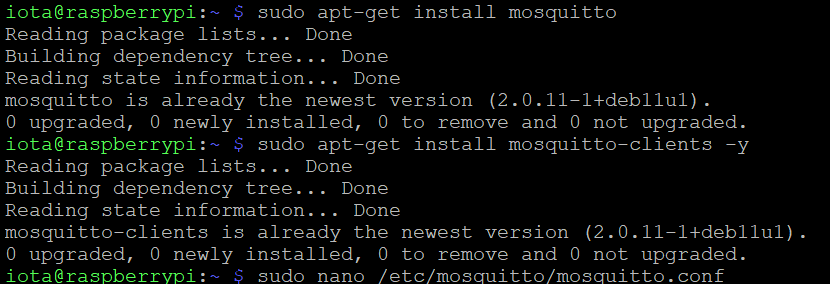 iota@raspberrypi:~ $ sudo apt-get install mosquitto
Reading package lists... Done
Building dependency tree... Done
Reading state information... Done
mosquitto is already the newest version (2.0.11-1+deb11u1).
0 upgraded, 0 newly installed, 0 to remove and 0 not upgraded.
iota@raspberrypi:~ $ sudo apt-get install mosquitto-clients -y
Reading package lists... Done
Building dependency tree... Done
Reading state information... Done
mosquitto-clients is already the newest version (2.0.11-1+deb11u1).
0 upgraded, 0 newly installed, 0 to remove and 0 not upgraded.
iota@raspberrypi:~ $ sudo nano /etc/mosquitto/mosquitto.conf